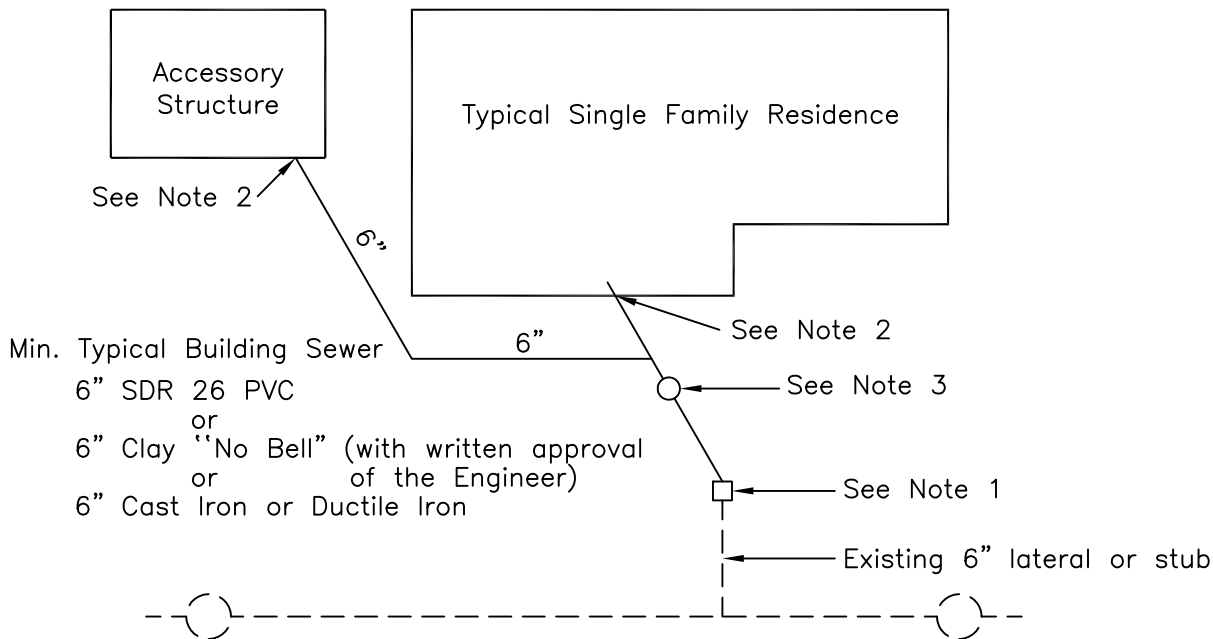 Accessory
Structure
Typical Single Family Residence
See Note 2
6”
See Note 2
6”
Min. Typical Building Sewer
See Note 3
6” SDR 26 PVC
or
6” Clay ‘‘No Bell” (with written approval
or of the Engineer)
6” Cast Iron or Ductile Iron
See Note 1
Existing 6” lateral or stub